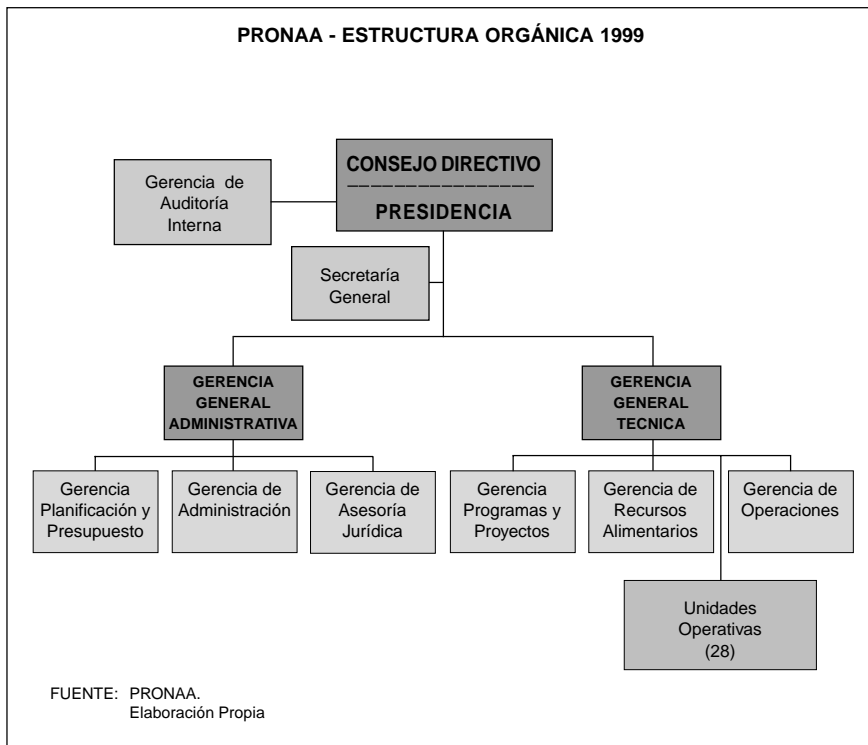 PRONAA - ESTRUCTURA ORGÁNICA 1999
CONSEJO DIRECTIVO
PRESIDENCIA
Gerencia de
Auditoría
Interna
Secretaría
General
GERENCIA
GENERAL
ADMINISTRATIVA
GERENCIA
GENERAL
TECNICA
Gerencia
Planificación y
Presupuesto
Gerencia de
Administración
Gerencia de
Asesoría
Jurídica
Gerencia
Programas y
Proyectos
Gerencia de
Recursos
Alimentarios
Gerencia de
Operaciones
Unidades
Operativas
(28)
FUENTE: PRONAA.
Elaboración Propia